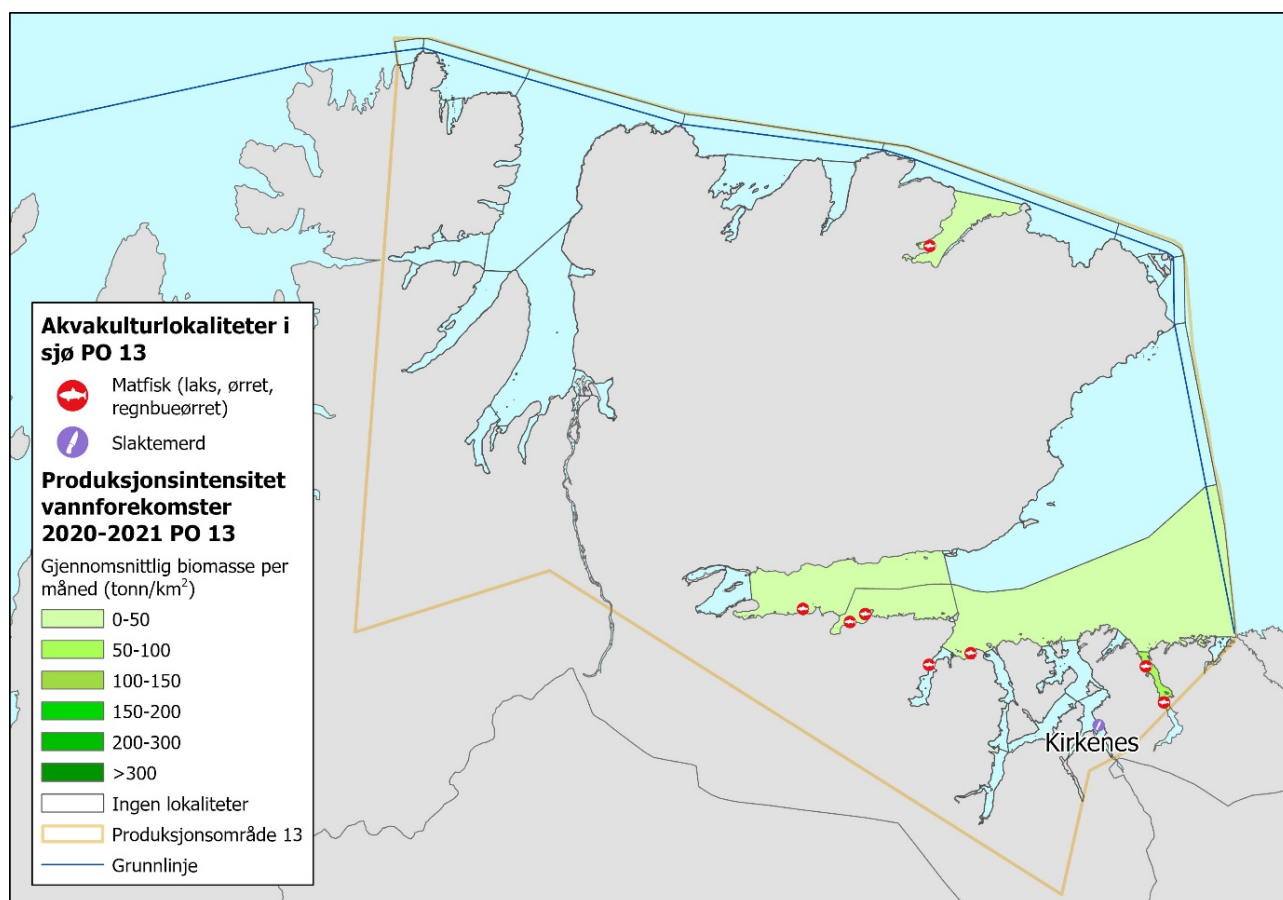 Akvakulturlokaliteter i
sjø PO 13
Matfisk (laks, ørret,
regnbueørret)
Slaktemerd
Produksjonsintensitet
vannforekomster
2020-2021 PO 13
Gjennomsnittlig biomasse per
måned (tonn/km²)
0-50
50-100
100-150
150-200
200-300
>300
Ingen lokaliteter
Produksjonsområde 13
Grunnlinje
Kirkenes